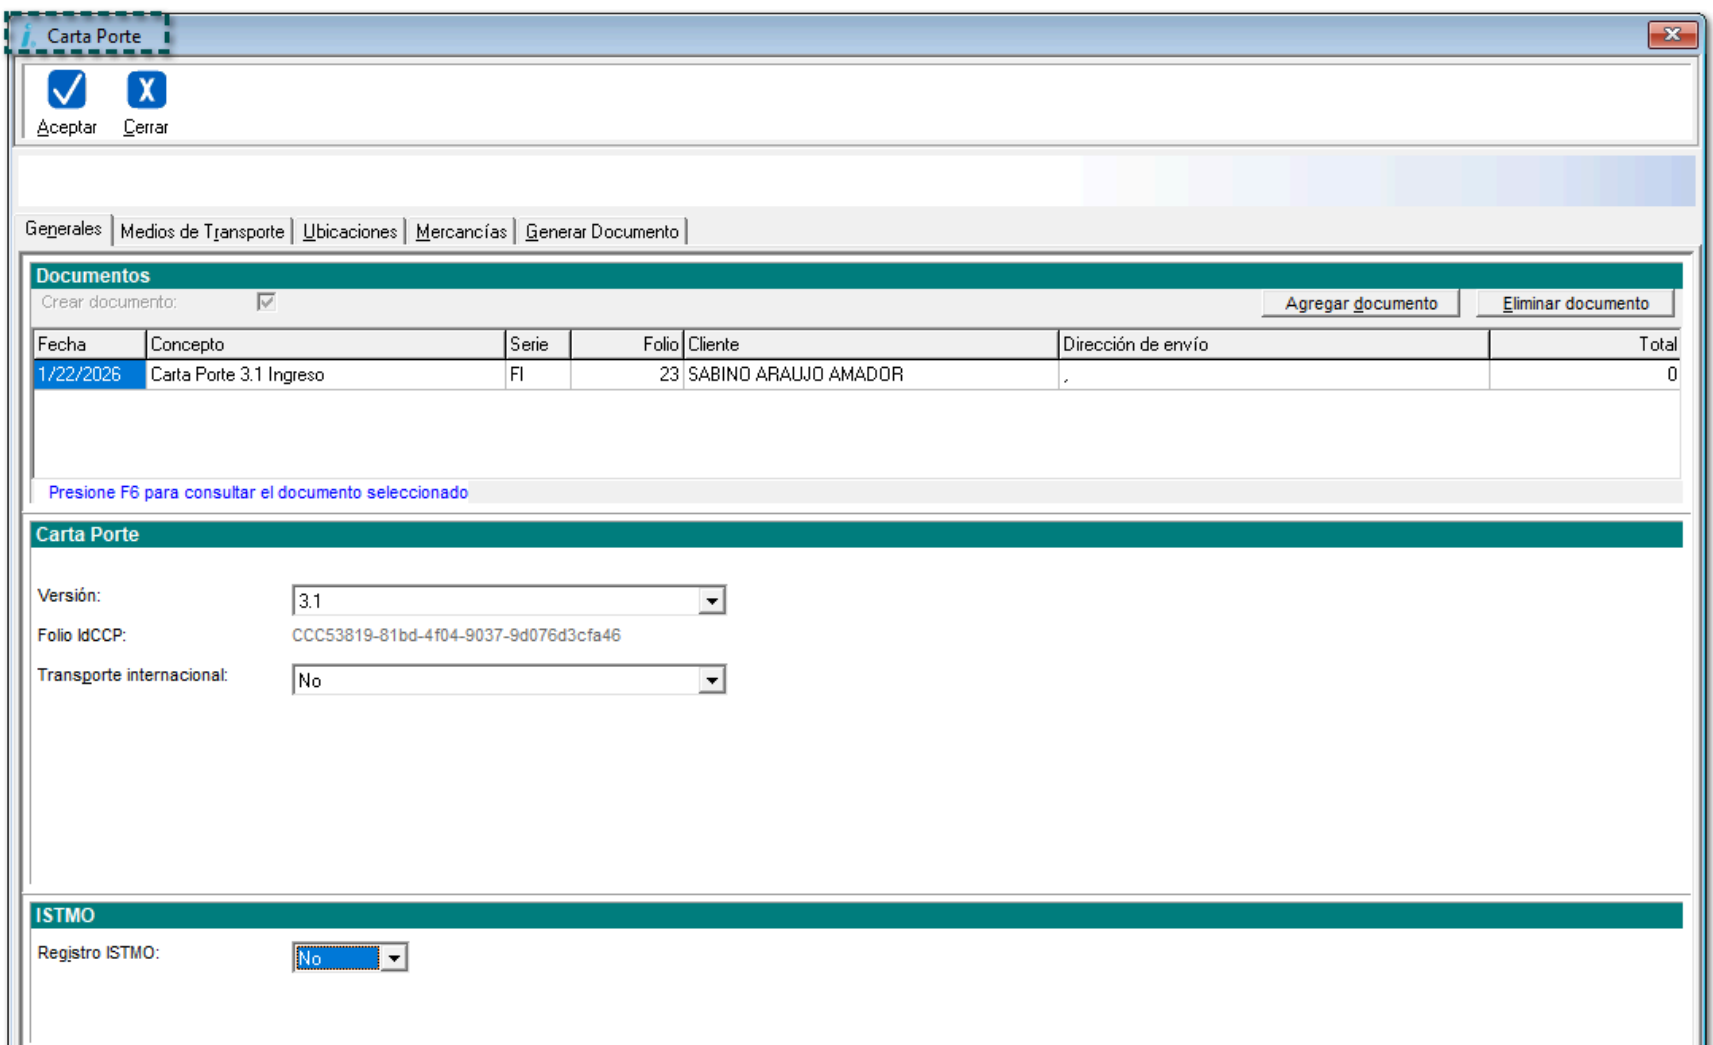 Carta Porte
Aceptar Cerrar
Generales Medios de Transporte Ubicaciones Mercancías Generar Documento
Documentos
Crear documento: Agregar documento Eliminar documento
Fecha Concepto Serie Folio Cliente Dirección de envío Total
1/22/2026 Carta Porte 3.1 Ingreso FI 23 SABINO ARAUJO AMADOR , 0
Presione F6 para consultar el documento seleccionado
Carta Porte
Versión: 3.1
Folio IdCCP: CCC53819-81bd-4f04-9037-9d076d3cfa46
Transporte internacional: No
ISTMO
Registro ISTMO: No